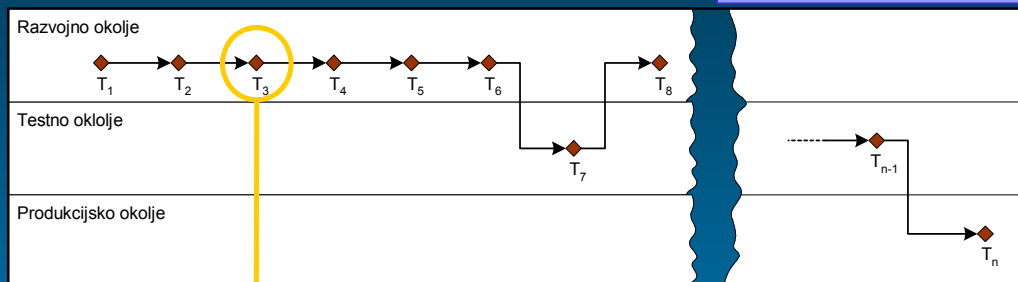 Razvojno okolje
T1 T2 T3 T4 T5 T6 T8
Testno oklolje
T7 Tn-1
Produkcijsko okolje
Tn